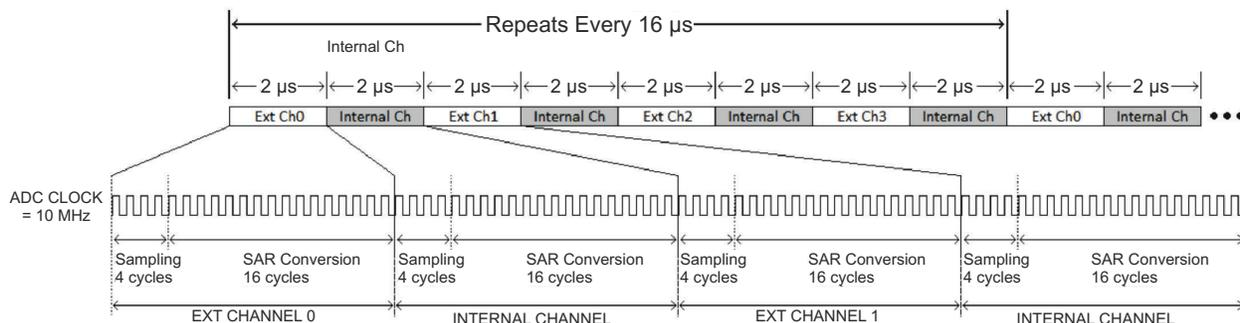 Repeats Every 16 µs
Internal Ch
2 µs 2 µs 2 µs 2 µs 2 µs 2 µs 2 µs 2 µs 2 µs 2 µs
Ext Ch0 Internal Ch Ext Ch1 Internal Ch Ext Ch2 Internal Ch Ext Ch3 Internal Ch Ext Ch0 Internal Ch
ADC CLOCK
= 10 MHz
Sampling SAR Conversion Sampling SAR Conversion Sampling SAR Conversion Sampling SAR Conversion
4 cycles 16 cycles 4 cycles 16 cycles 4 cycles 16 cycles 4 cycles 16 cycles
EXT CHANNEL 0 INTERNAL CHANNEL EXT CHANNEL 1 INTERNAL CHANNEL